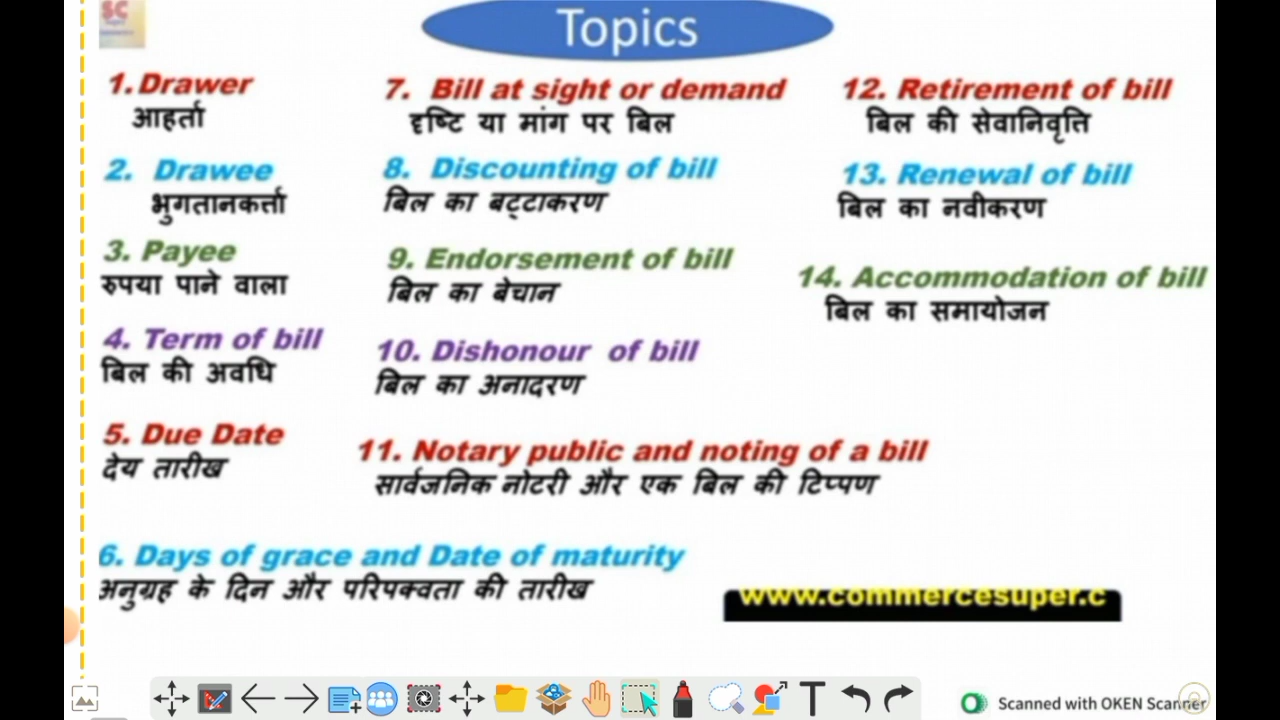 SC
Topics
1. Drawer
आहर्ता
2. Drawee
भुगतानकर्त्ता
3. Payee
रुपया पाने वाला
4. Term of bill
बिल की अवधि
5. Due Date
देय तारीख
6. Days of grace and Date of maturity
अनुग्रह के दिन और परिपक्वता की तारीख
7. Bill at sight or demand
दृष्टि या मांग पर बिल
8. Discounting of bill
बिल का बट्टाकरण
9. Endorsement of bill
बिल का बेचान
10. Dishonour of bill
बिल का अनादरण
11. Notary public and noting of a bill
सार्वजनिक नोटरी और एक बिल की टिप्पण
12. Retirement of bill
बिल की सेवानिवृत्ति
13. Renewal of bill
बिल का नवीकरण
14. Accommodation of bill
बिल का समायोजन
www.commercesuper.c
T
Scanned with OKEN Scanner